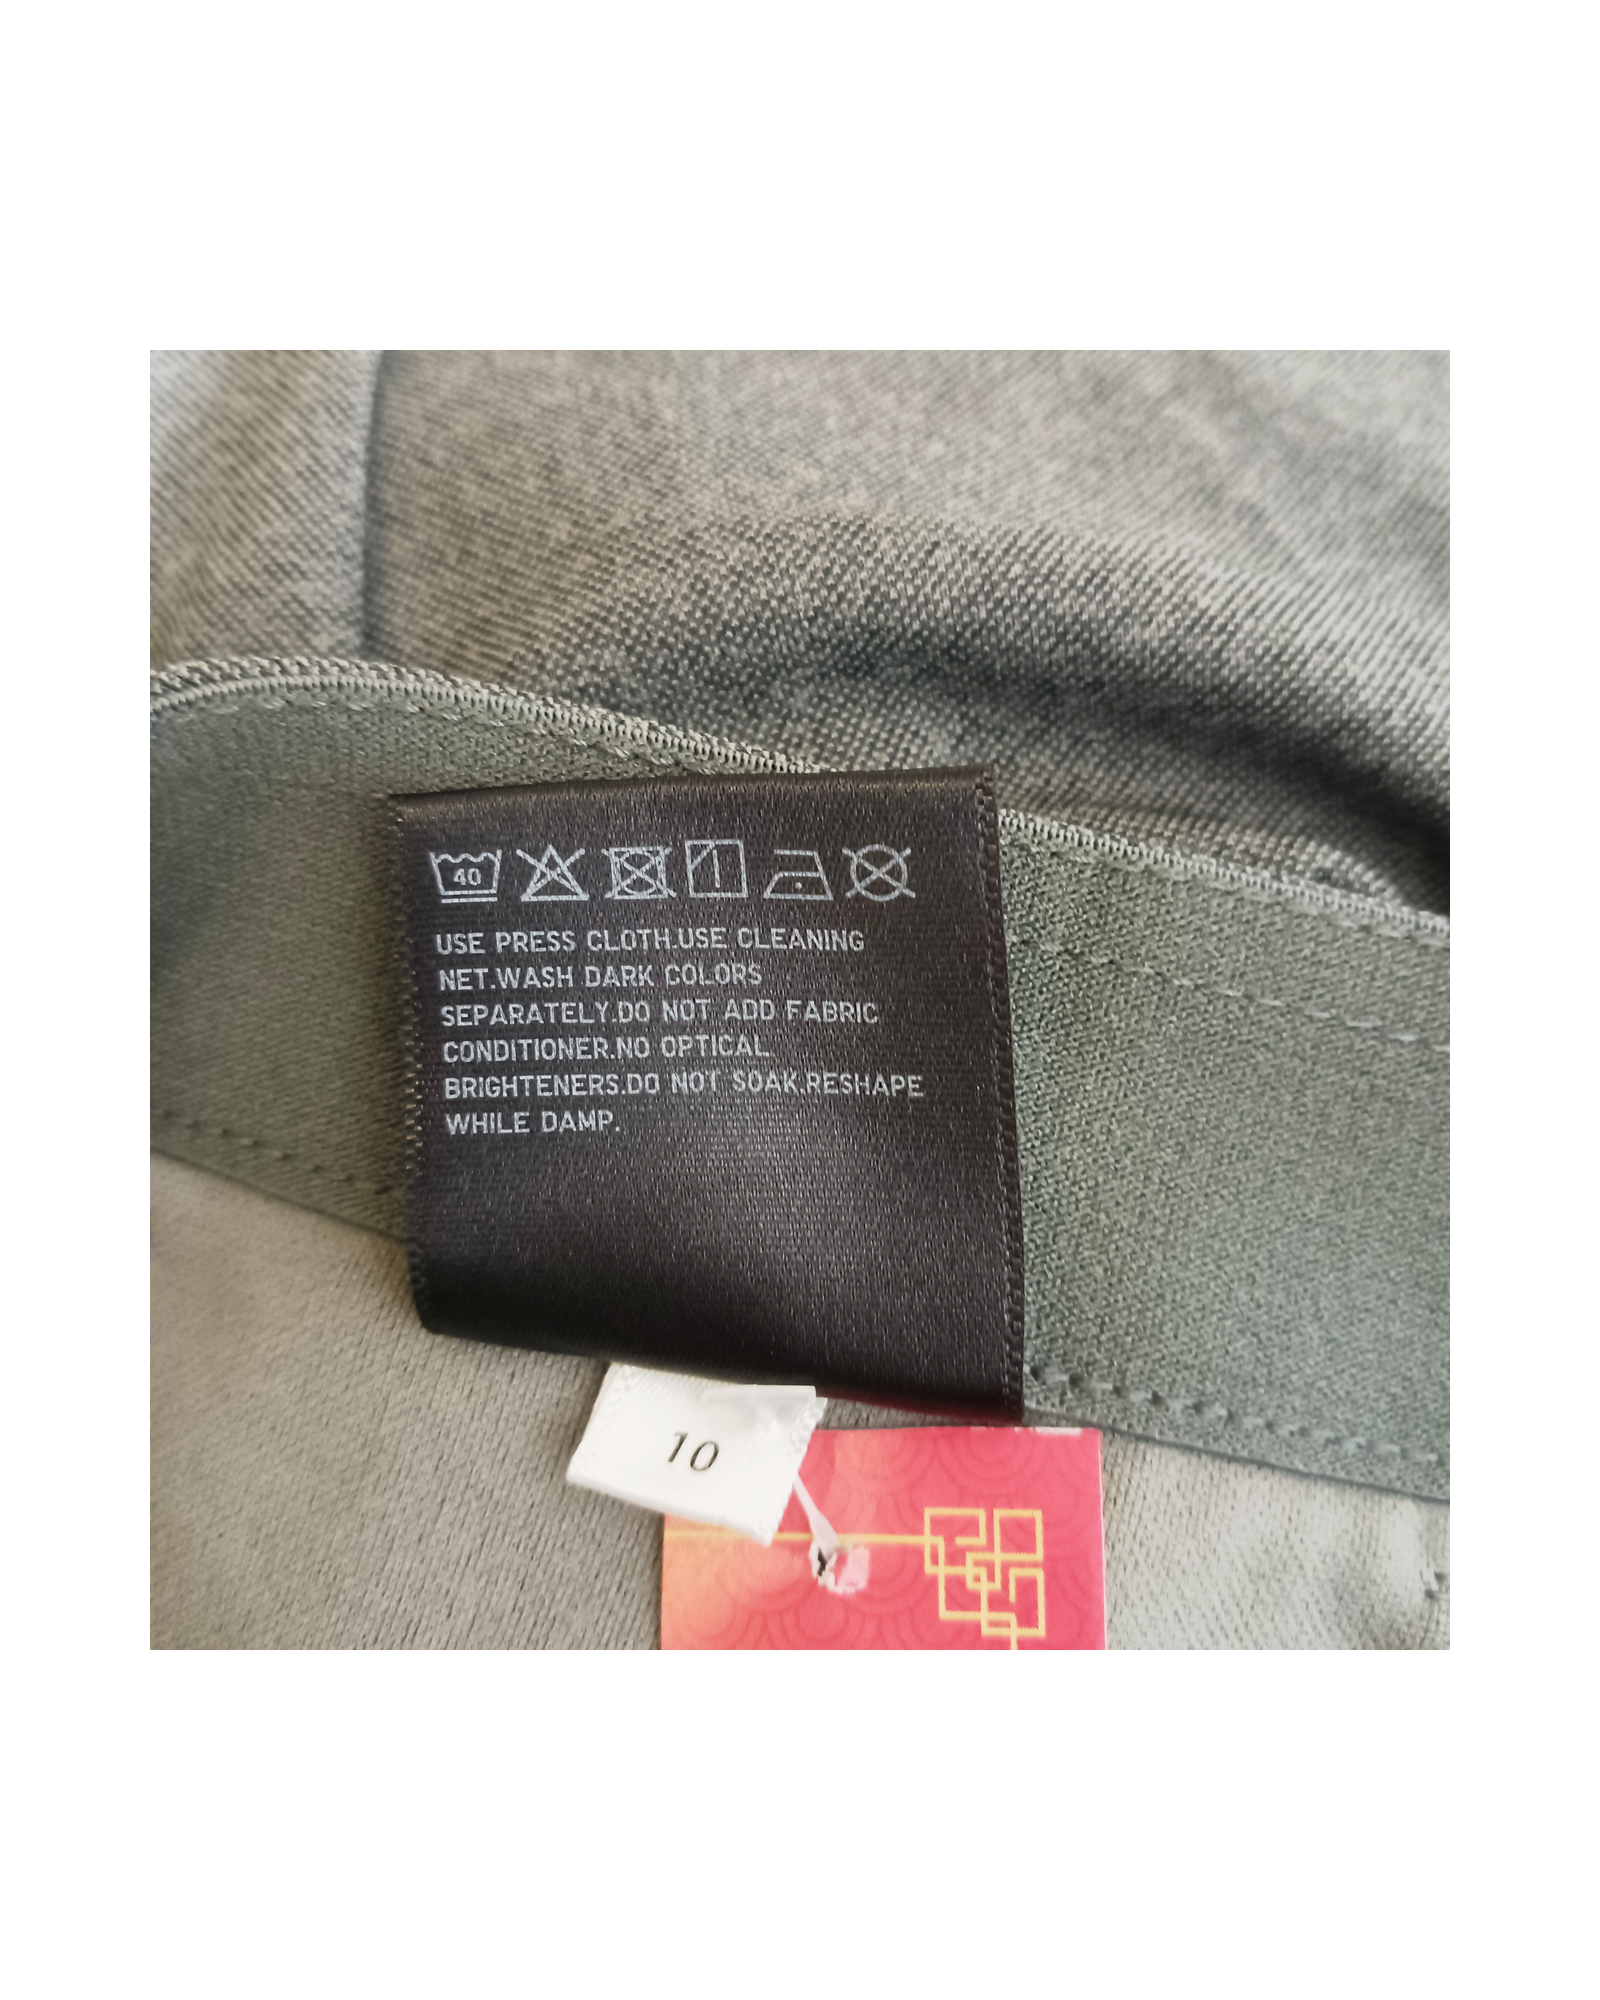 40
USE PRESS CLOTH.USE CLEANING
NET.WASH DARK COLORS
SEPARATELY.DO NOT ADD FABRIC
CONDITIONER.NO OPTICAL
BRIGHTENERS.DO NOT SOAK.RESHAPE
WHILE DAMP.
10